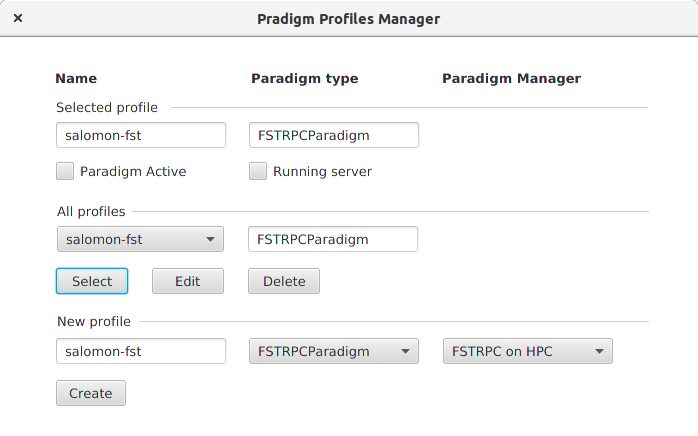 Pradigm Profiles Manager
Name Paradigm type Paradigm Manager
Selected profile
salomon-fst FSTRPCParadigm
Paradigm Active Running server
All profiles
salomon-fst FSTRPCParadigm
Select Edit Delete
New profile
salomon-fst FSTRPCParadigm FSTRPC on HPC
Create